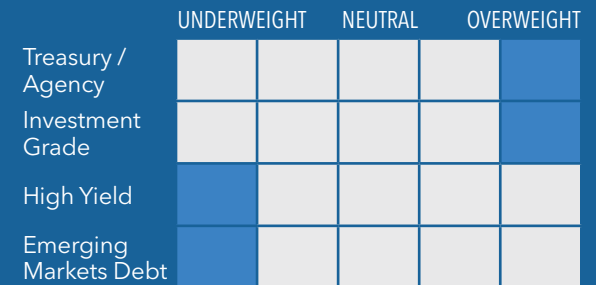 UNDERWEIGHT NEUTRAL OVERWEIGHT
Treasury /
Agency
Investment
Grade
High Yield
Emerging
Markets Debt